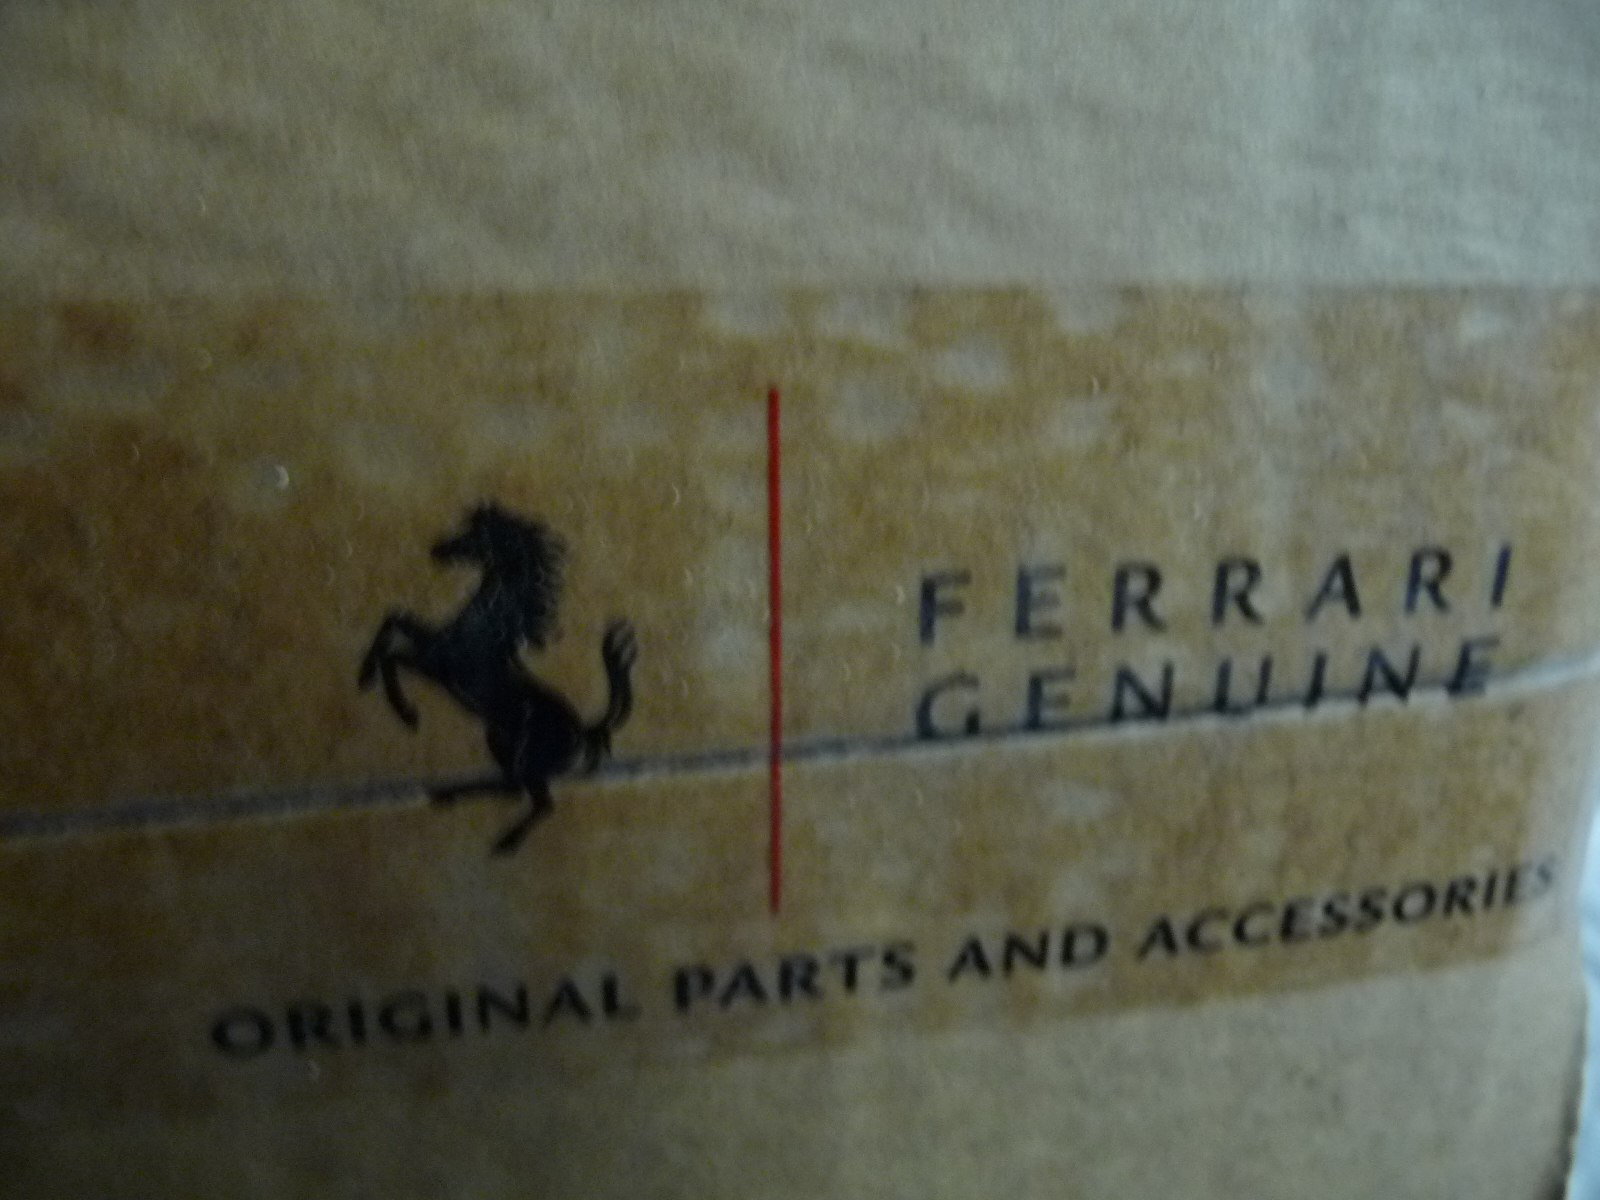 FERRARI
GENUINE
ORIGINAL PARTS AND ACCESSORIES